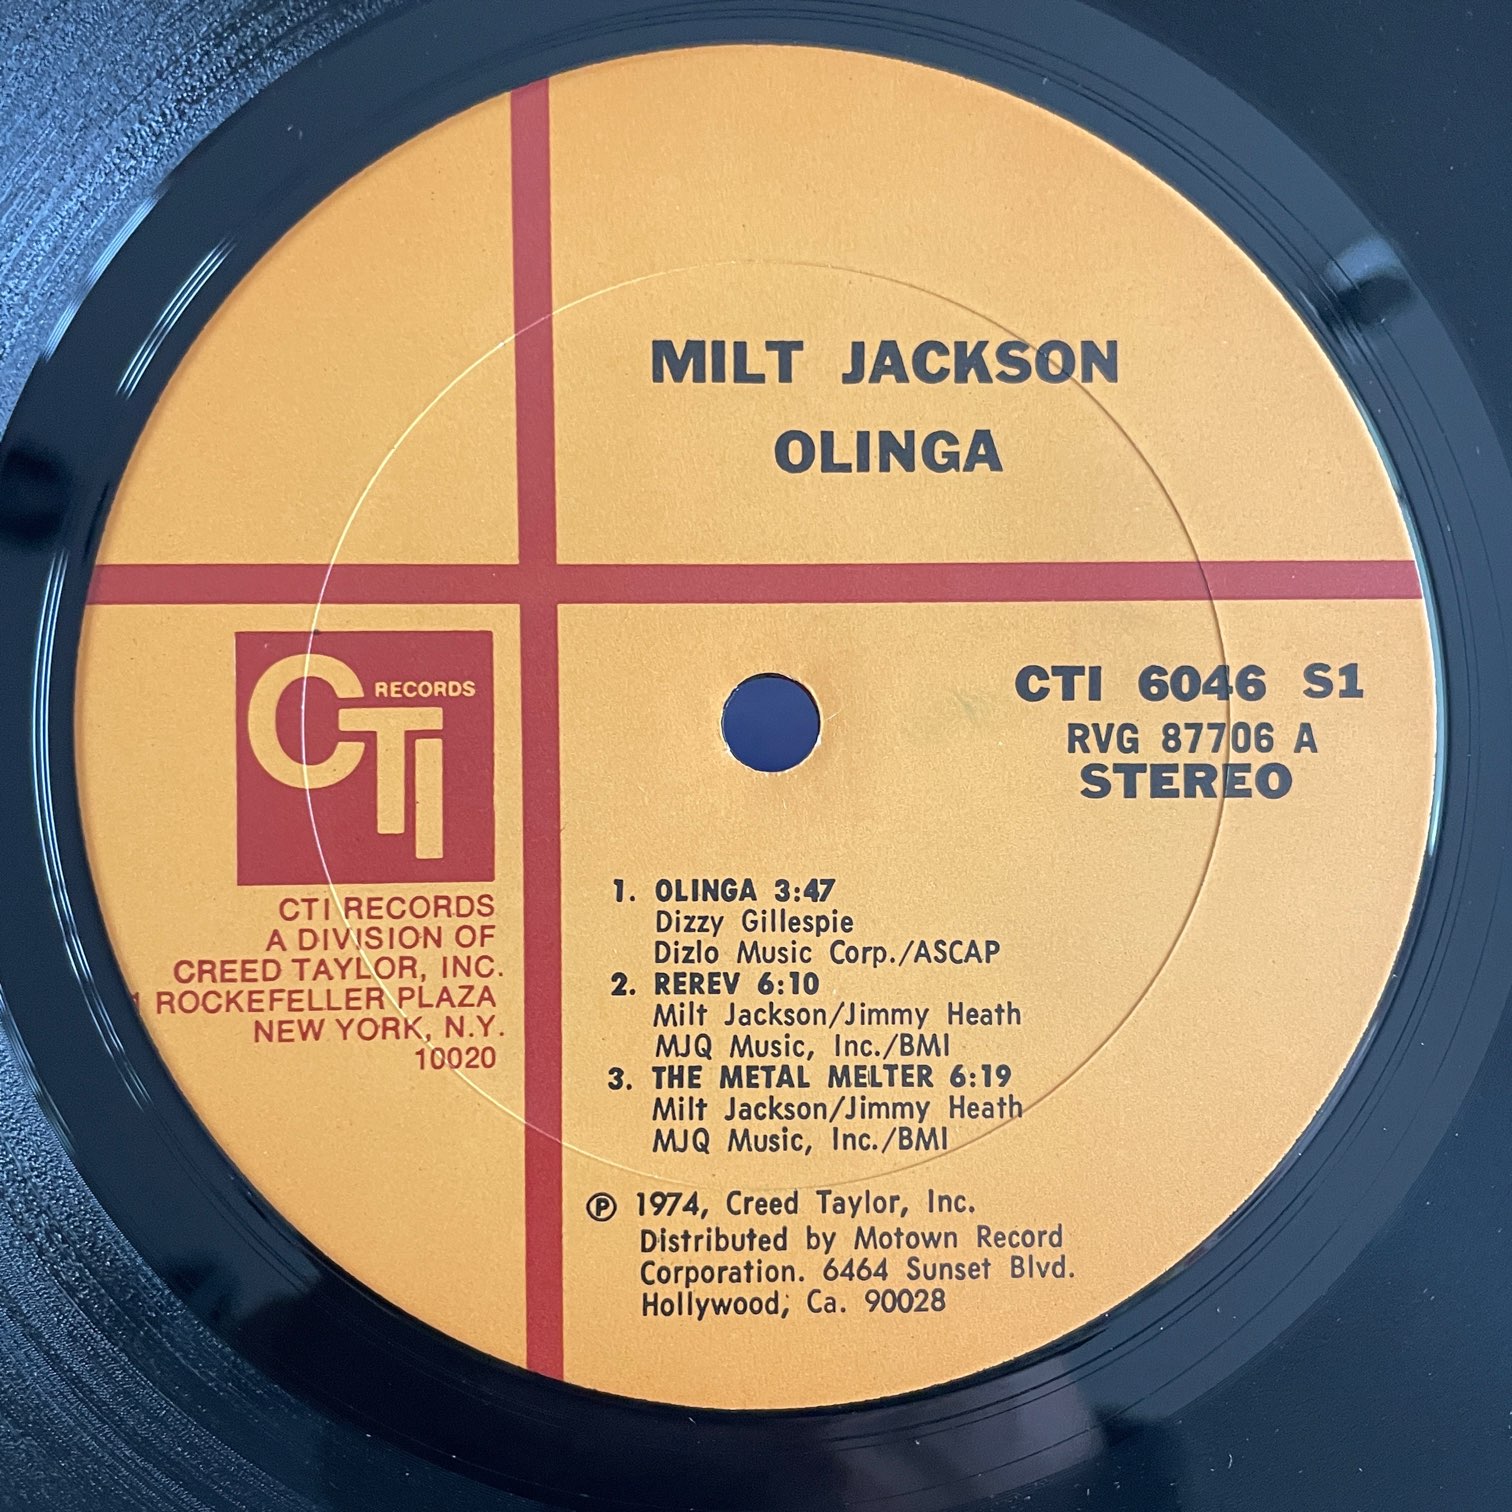 MILT JACKSON
OLINGA
RECORDS
CTI
CTI RECORDS
A DIVISION OF
CREED TAYLOR, INC.
1 ROCKEFELLER PLAZA
NEW YORK, N.Y.
10020
CTI 6046 S1
RVG 87706 A
STEREO
1. OLINGA 3:47
Dizzy Gillespie
Dizlo Music Corp./ASCAP
2. REREV 6:10
Milt Jackson/Jimmy Heath
MJQ Music, Inc./BMI
3. THE METAL MELTER 6:19
Milt Jackson/Jimmy Heath
MJQ Music, Inc./BMI
℗ 1974, Creed Taylor, Inc.
Distributed by Motown Record
Corporation. 6464 Sunset Blvd.
Hollywood, Ca. 90028